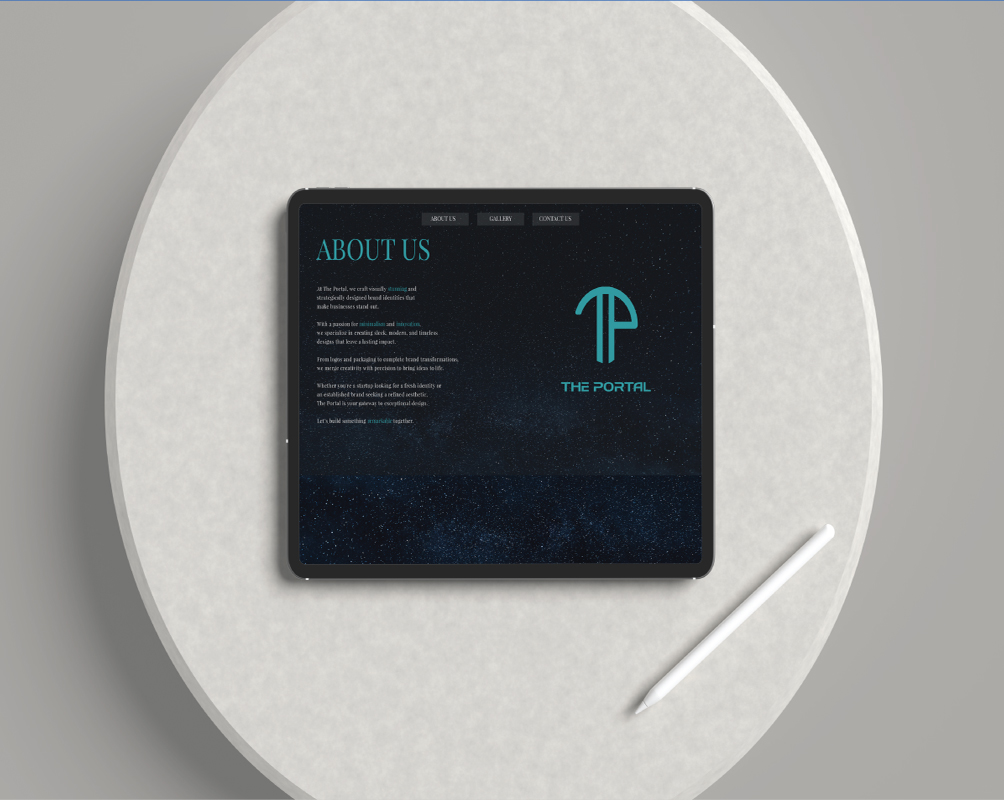 ABOUT US
GALLERY
CONTACT US
ABOUT US
At The Portal, we craft visually stunning and
strategically designed brand identities that
make businesses stand out.
With a passion for minimalism and innovation,
we specialize in creating sleek, modern, and timeless
designs that leave a lasting impact.
From logos and packaging to complete brand transformations,
we merge creativity with precision to bring ideas to life.
Whether you're a startup looking for a fresh identity or
an established brand seeking a refined aesthetic,
The Portal is your gateway to exceptional design.
Let's build something remarkable together.
TP
THE PORTAL